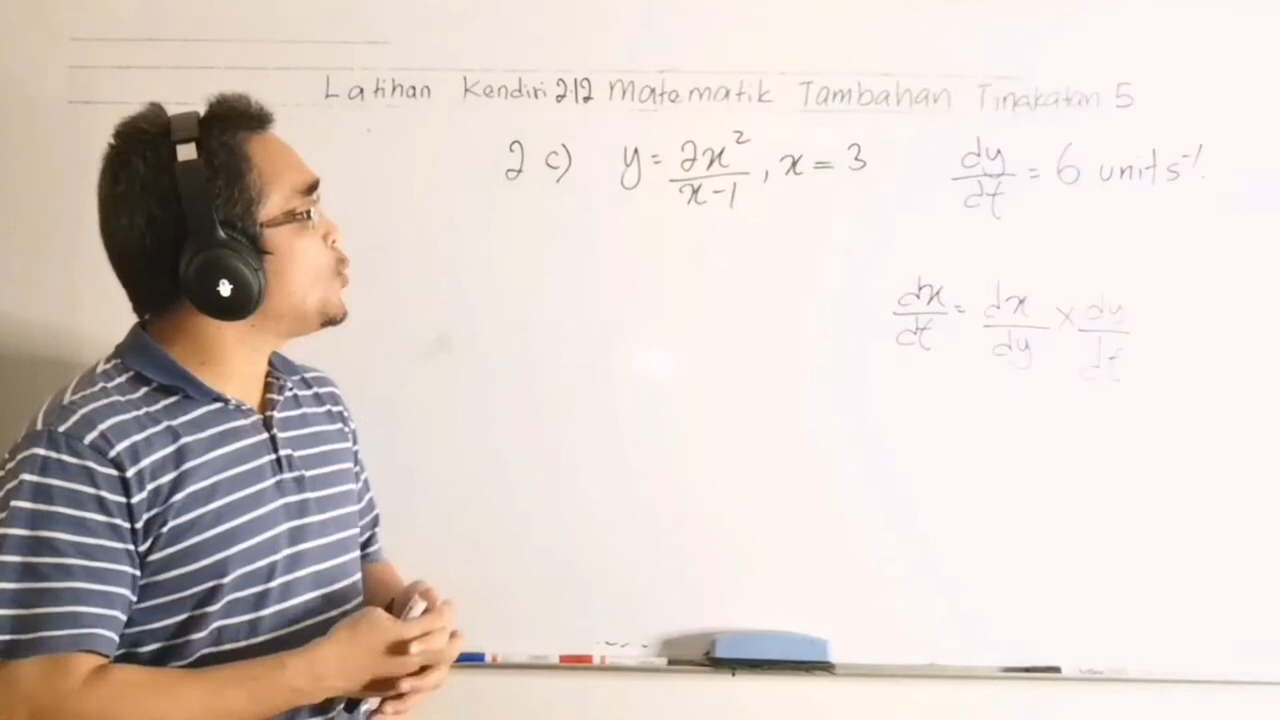 Latihan Kendiri 2.12 Matematik Tambahan Tingkatan 5
2 c) y = 2x²/(x-1), x = 3
dy/dt = 6 units⁻¹.
dx/dt = dx/dy × dy/dt